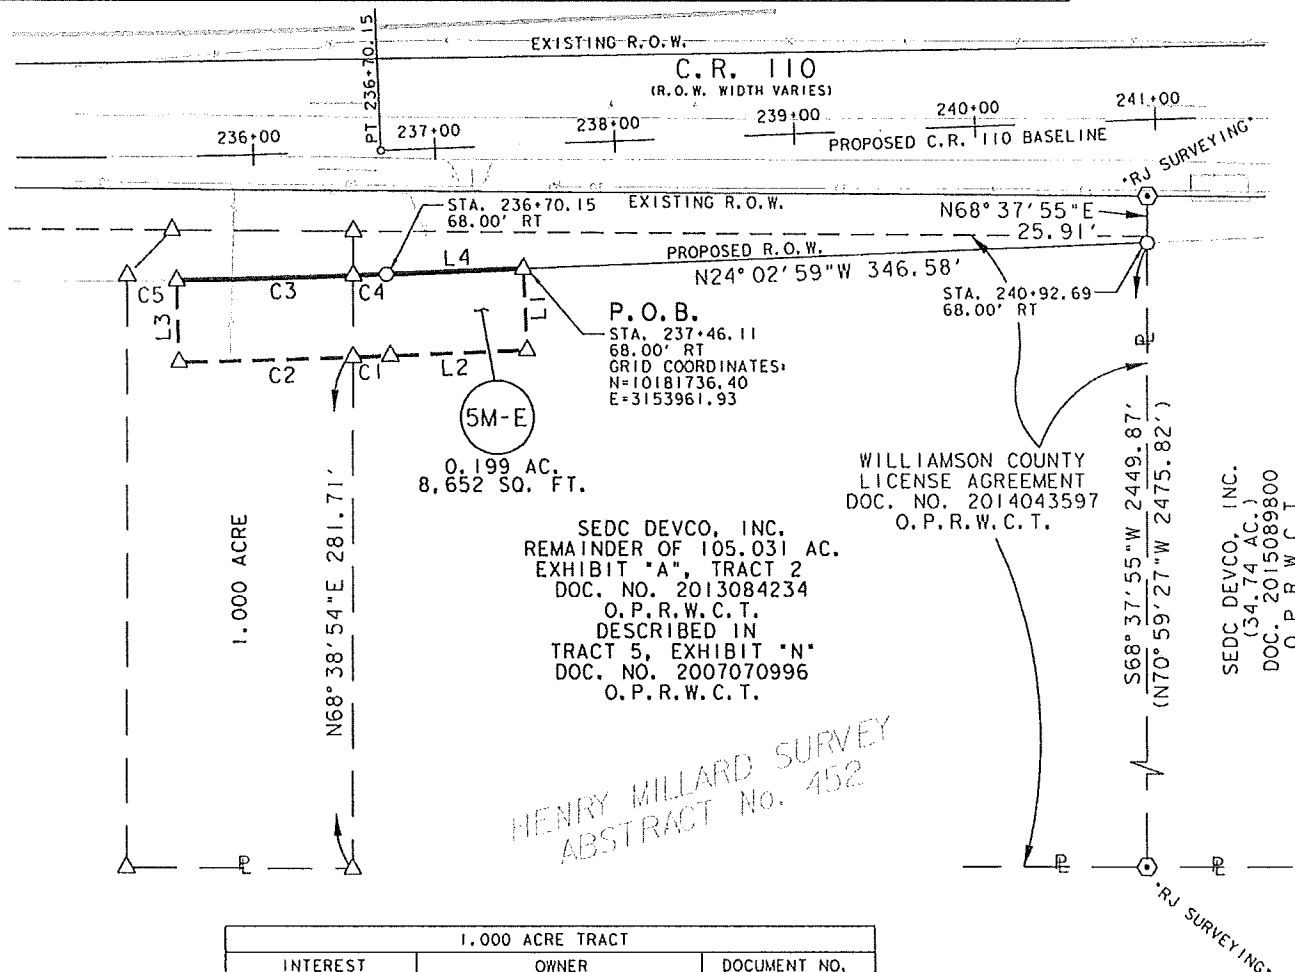 EXISTING R.O.W.
C.R. 110
(R.O.W. WIDTH VARIES)
PT 236+70.15
236+00
237+00
238+00
239+00
240+00
241+00
PROPOSED C.R. 110 BASELINE
"RJ SURVEYING"
STA. 236+70.15
68.00' RT
EXISTING R.O.W.
N68°37'55"E
25.91'
PROPOSED R.O.W.
N24°02'59"W 346.58'
STA. 240+92.69
68.00' RT
L4
C5
C3
C4
L3
L1
C2
C1
L2
P.O.B.
STA. 237+46.11
68.00' RT
GRID COORDINATES:
N=10181736.40
E=3153961.93
5M-E
0.199 AC.
8,652 SQ. FT.
PL
WILLIAMSON COUNTY
LICENSE AGREEMENT
DOC. NO. 2014043597
O.P.R.W.C.T.
S68°37'55"W 2449.87'
(N70°59'27"W 2475.82')
SEDC DEVCO, INC.
(34.74 AC.)
DOC. 2015089800
O P R W C T
1.000 ACRE
N68°38'54"E 281.71'
SEDC DEVCO, INC.
REMAINDER OF 105.031 AC.
EXHIBIT "A", TRACT 2
DOC. NO. 2013084234
O.P.R.W.C.T.
DESCRIBED IN
TRACT 5, EXHIBIT "N"
DOC. NO. 2007070996
O.P.R.W.C.T.
HENRY MILLARD SURVEY
ABSTRACT No. 452
PL
PL
PL
"RJ SURVEYING"
1.000 ACRE TRACT
INTEREST OWNER DOCUMENT NO.